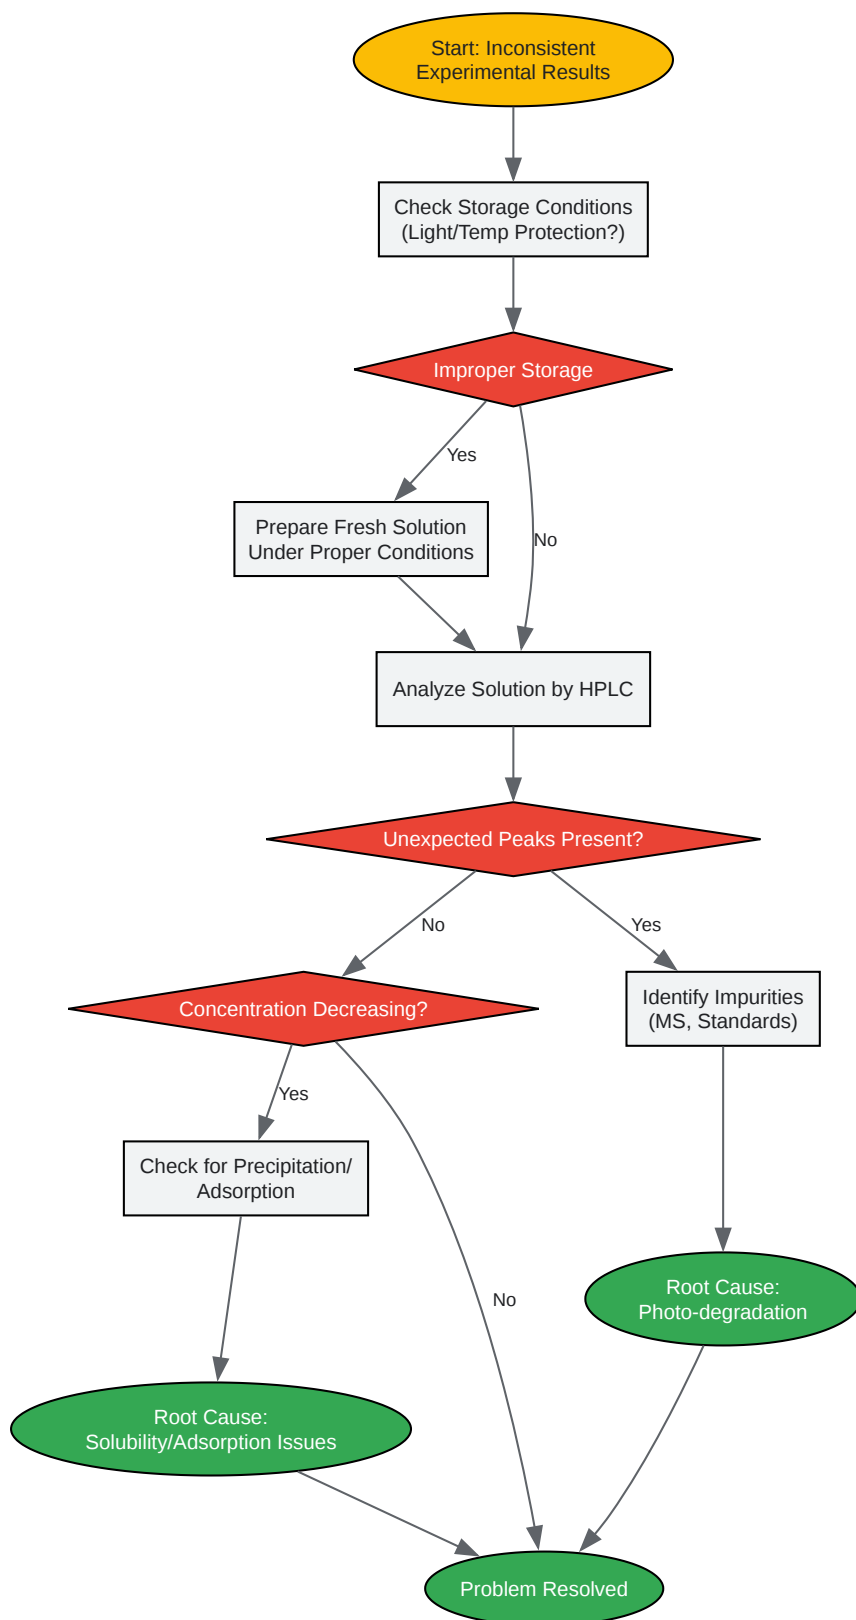 Start: Inconsistent
Experimental Results
Check Storage Conditions
(Light/Temp Protection?)
Improper Storage
Yes
No
Prepare Fresh Solution
Under Proper Conditions
Analyze Solution by HPLC
Unexpected Peaks Present?
No
Yes
Concentration Decreasing?
Identify Impurities
(MS, Standards)
Yes
Check for Precipitation/
Adsorption
No
Root Cause:
Photo-degradation
Root Cause:
Solubility/Adsorption Issues
Problem Resolved